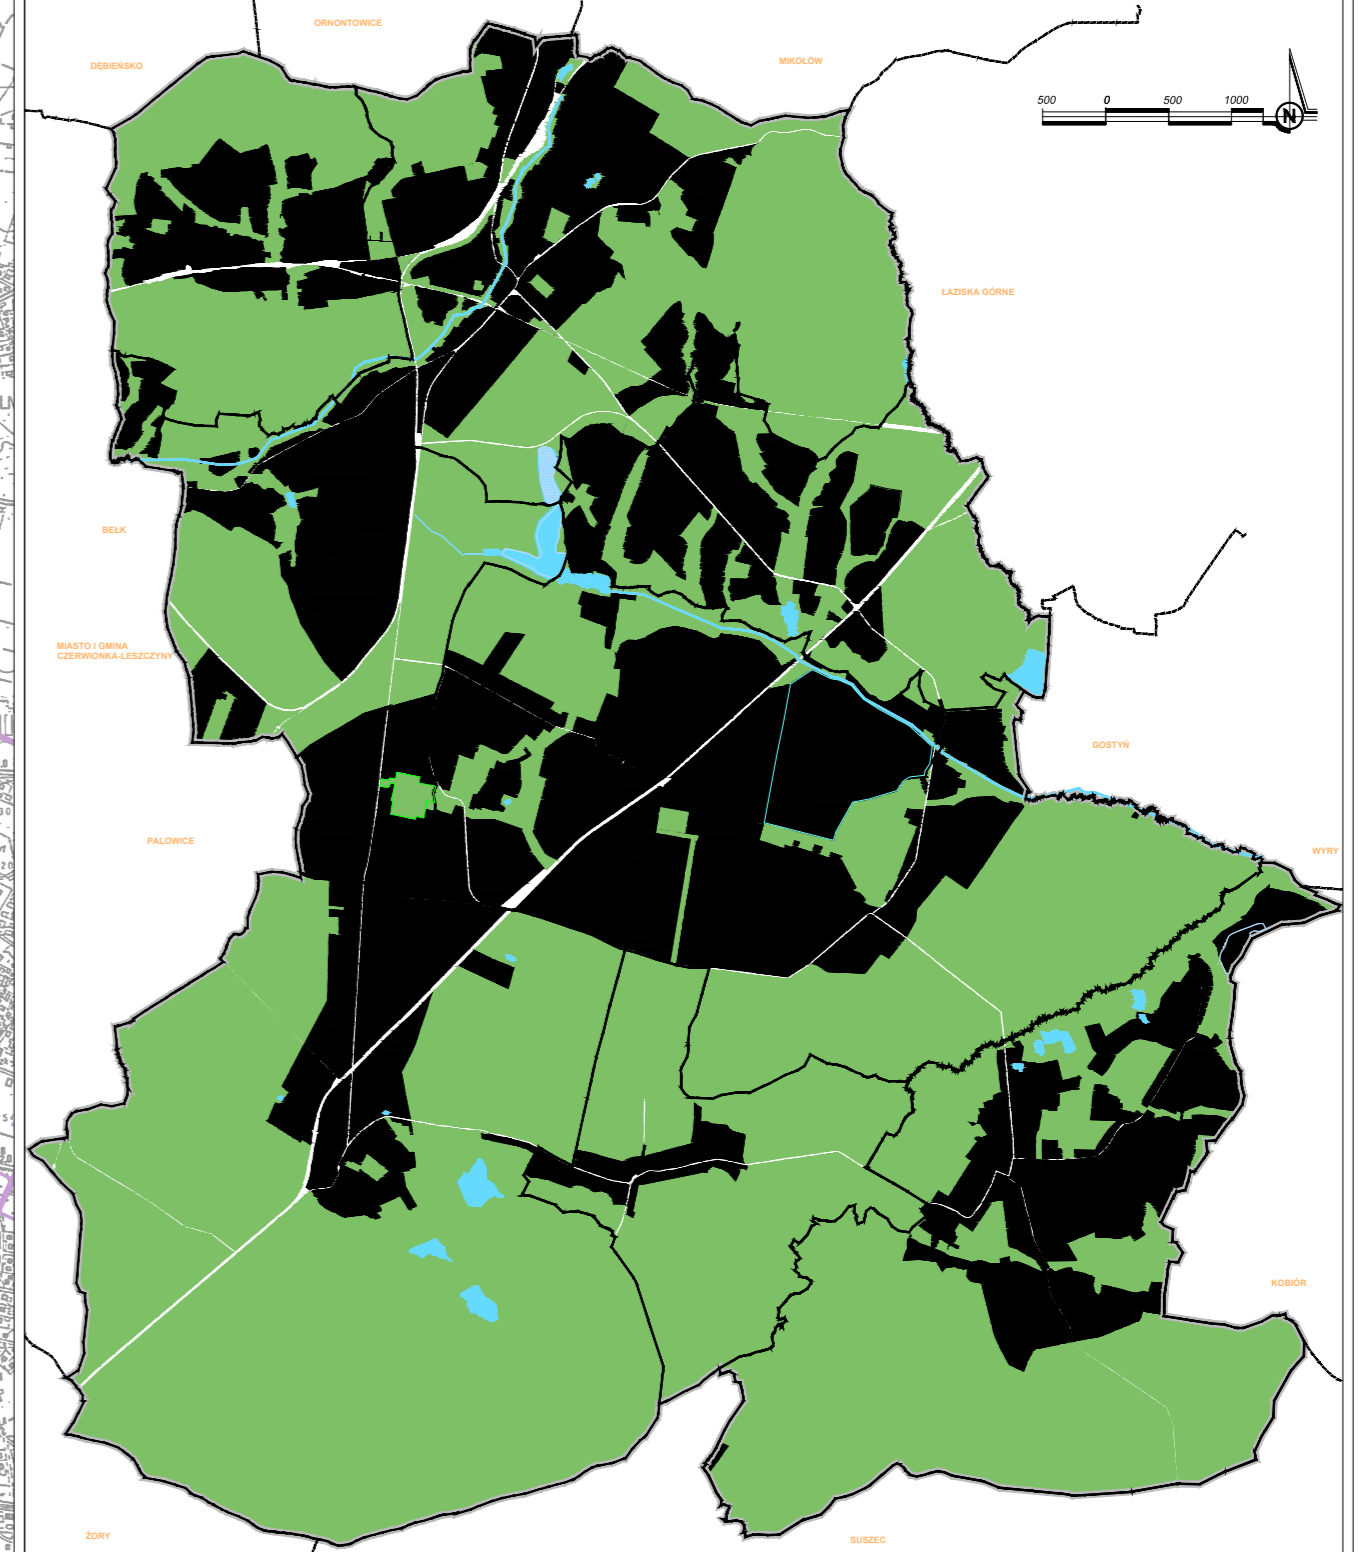 ORNONTOWICE
DĘBIEŃSKO
MIKOŁÓW
500 0 500 1000
N
ŁAZISKA GÓRNE
BEŁK
MIASTO I GMINA
CZERWIONKA-LESZCZYNY
GOSTYŃ
PALOWICE
WYRY
KOBIÓR
ŻORY
SUSZEC